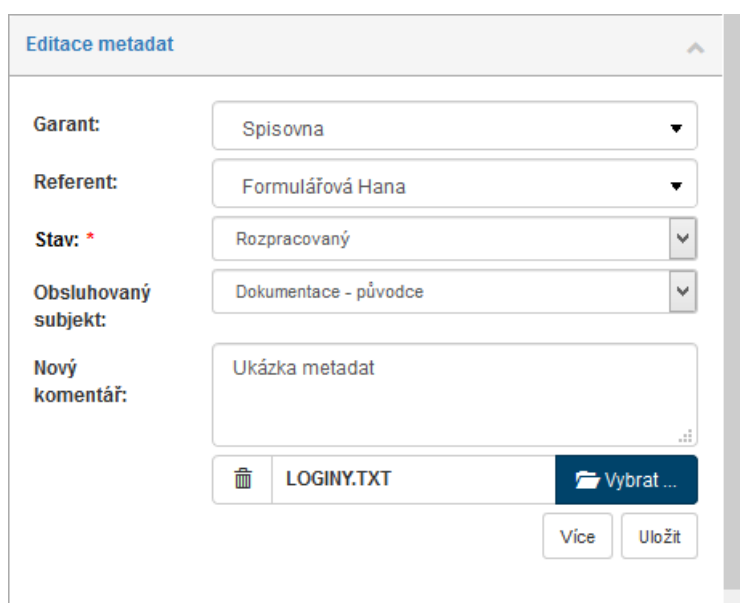 Editace metadat
Garant:
Spisovna
Referent:
Formulářová Hana
Stav: *
Rozpracovaný
Obsluhovaný
subjekt:
Dokumentace - původce
Nový
komentář:
Ukázka metadat
LOGINY.TXT
Vybrat ...
Více
Uložit